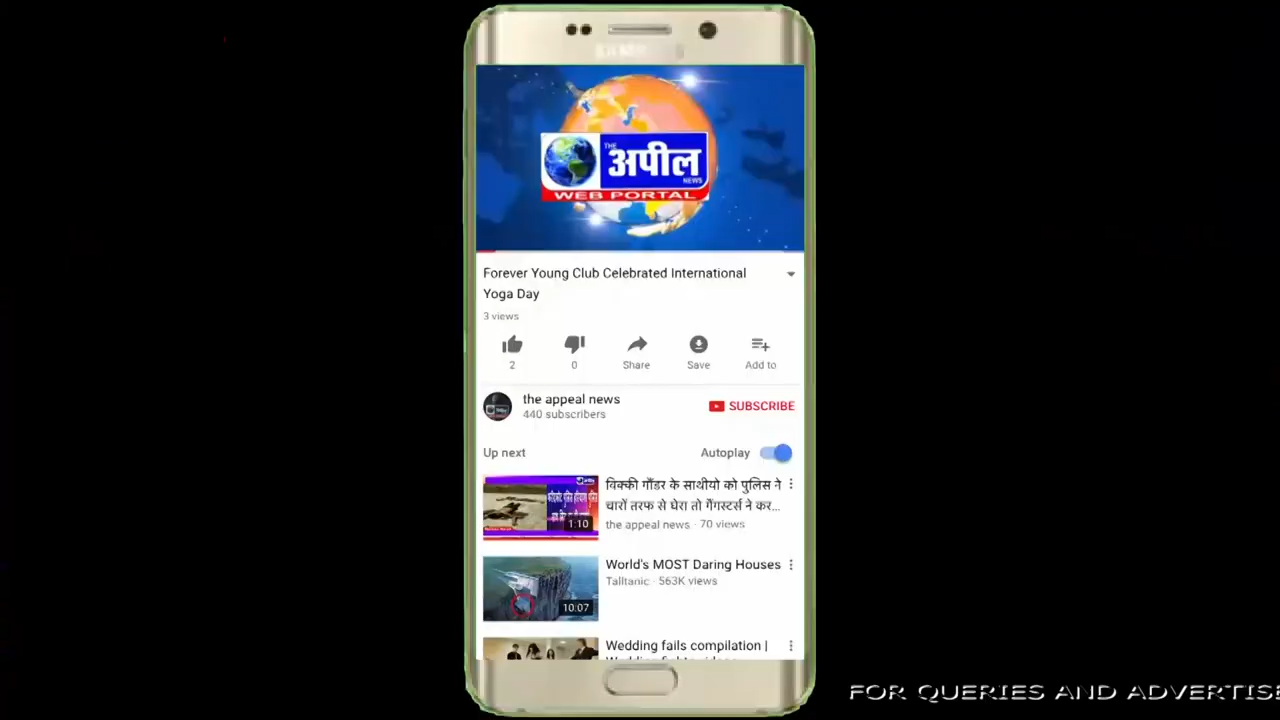 THE
अपील
NEWS
WEB PORTAL
Forever Young Club Celebrated International
Yoga Day
3 views
2
0
Share
Save
Add to
the appeal news
440 subscribers
SUBSCRIBE
Up next
Autoplay
विक्की गौंडर के साथीयो को पुलिस ने
चारों तरफ से घेरा तो गैंगस्टर्स ने कर...
the appeal news · 70 views
1:10
World's MOST Daring Houses
Talltanic · 563K views
10:07
Wedding fails compilation |
FOR QUERIES AND ADVERTISE